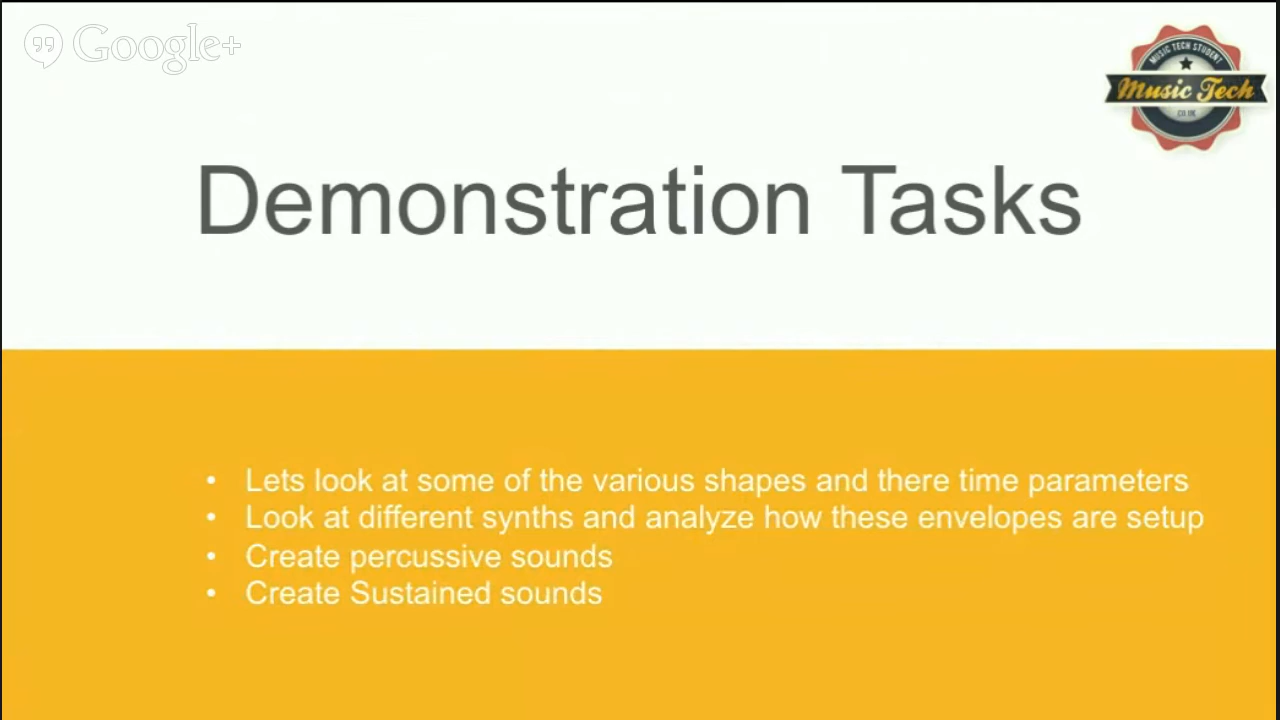 Google+
MUSIC TECH STUDENT
Music Tech
.CO.UK
Demonstration Tasks
• Lets look at some of the various shapes and there time parameters
• Look at different synths and analyze how these envelopes are setup
• Create percussive sounds
• Create Sustained sounds